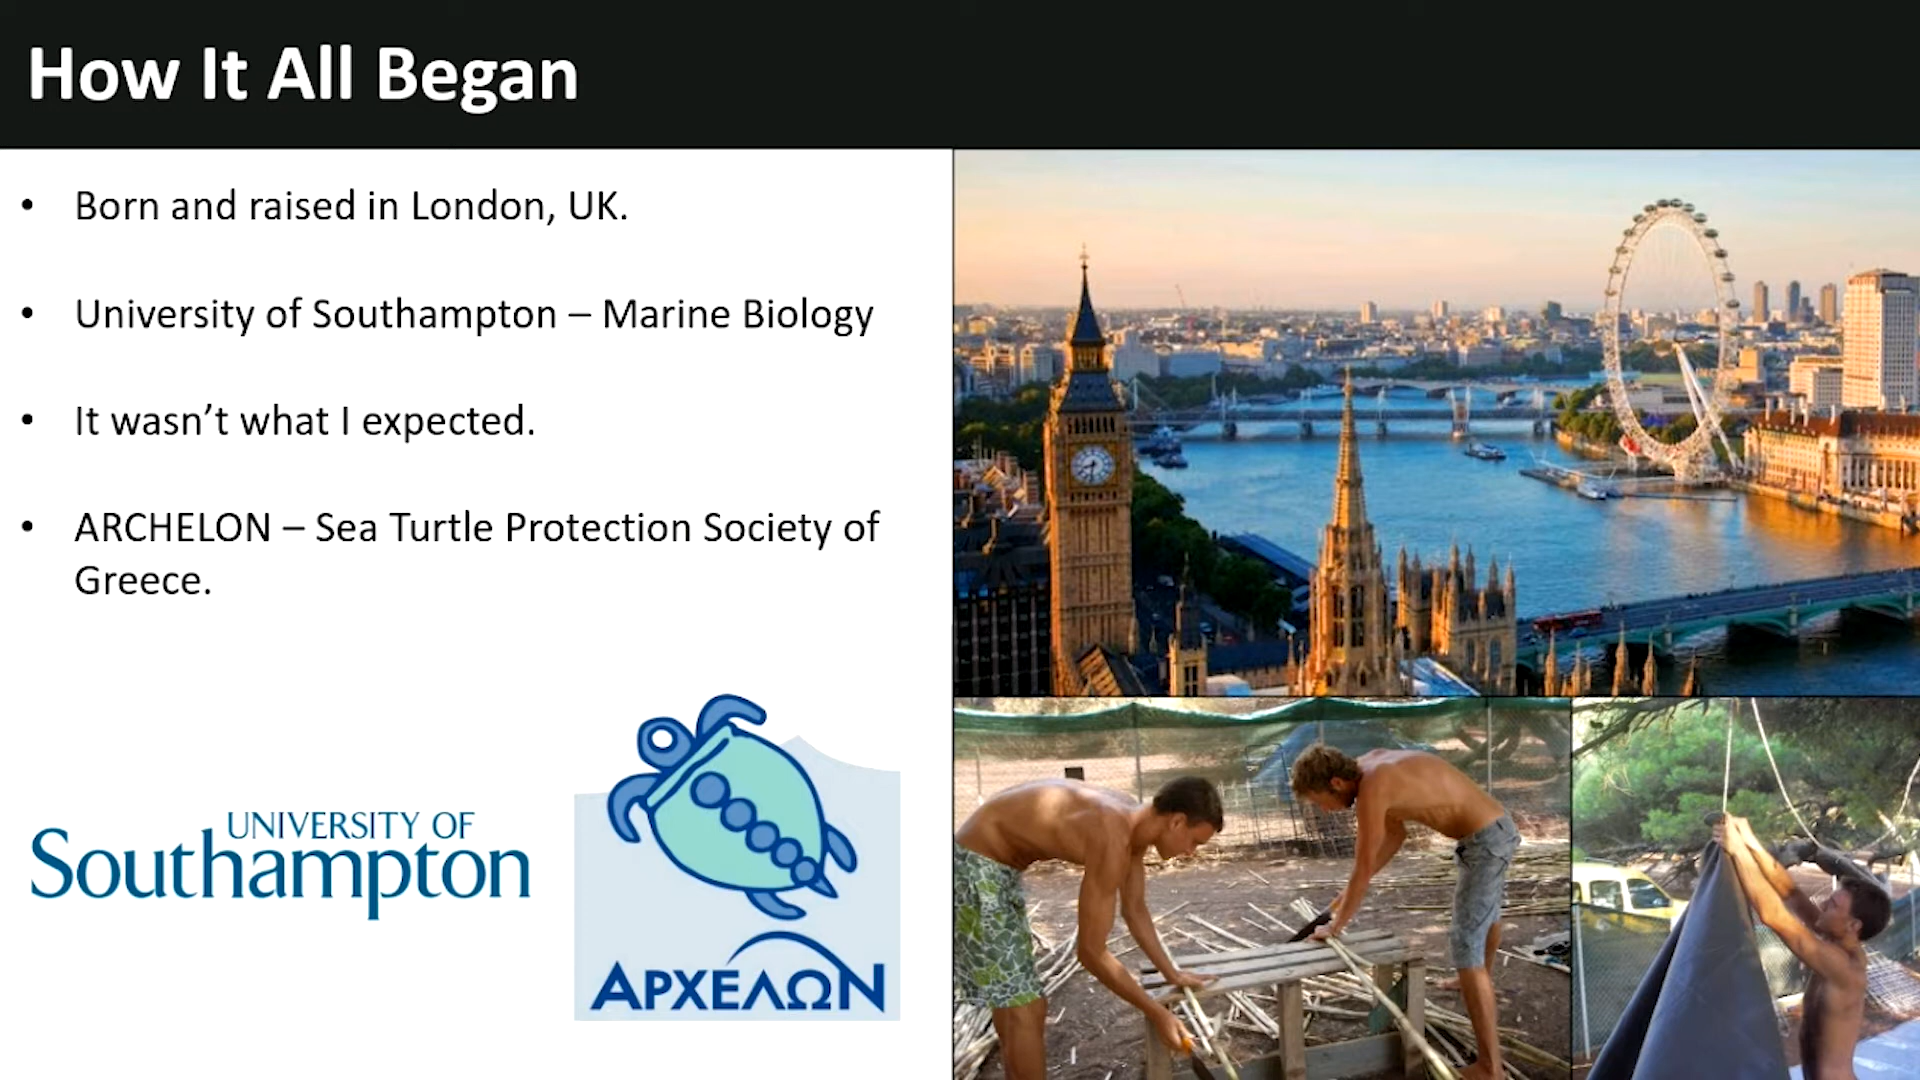 How It All Began
• Born and raised in London, UK.
• University of Southampton – Marine Biology
• It wasn’t what I expected.
• ARCHELON – Sea Turtle Protection Society of
Greece.
UNIVERSITY OF
Southampton
ΑΡΧΕΛΩΝ